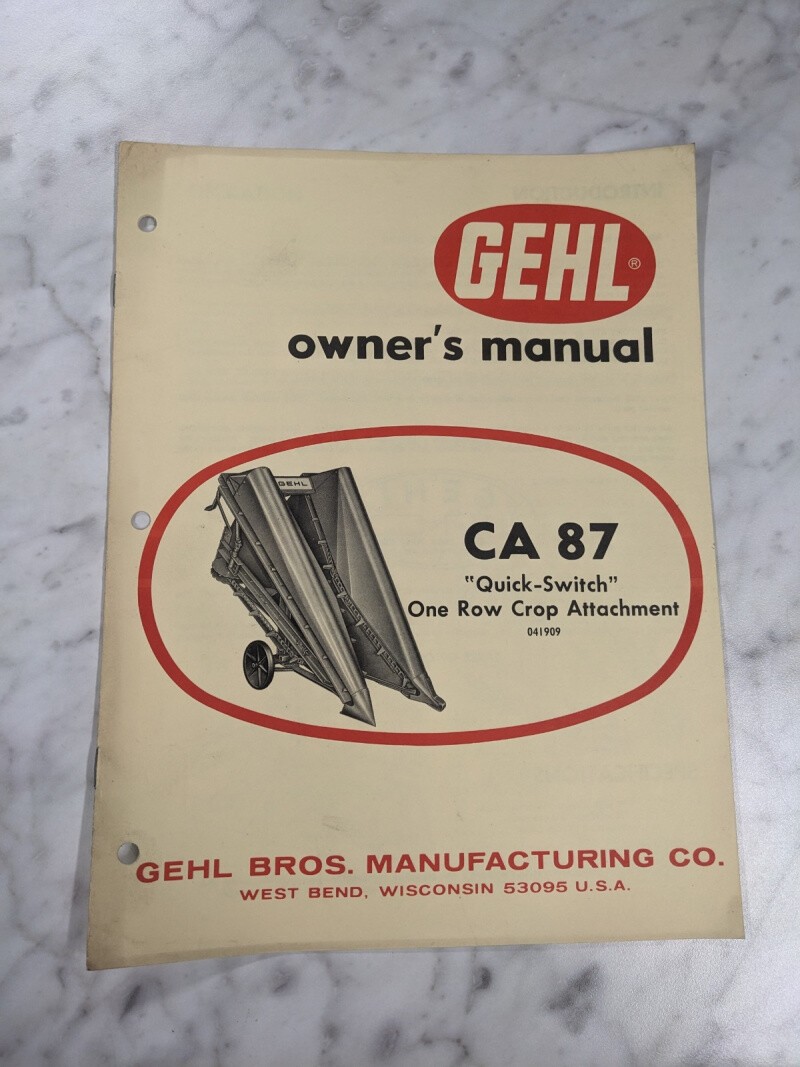 GEHL®
owner's manual
GEHL
CA 87
"Quick-Switch"
One Row Crop Attachment
041909
GEHL BROS. MANUFACTURING CO.
WEST BEND, WISCONSIN 53095 U.S.A.